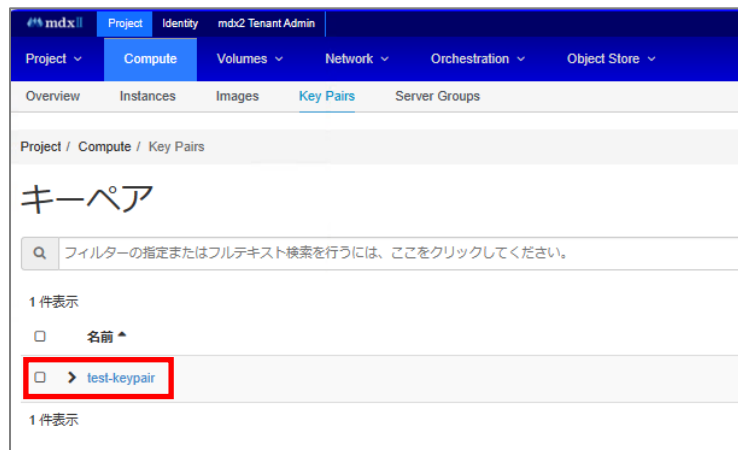 mdx II Project Identity mdx2 Tenant Admin
Project Compute Volumes Network Orchestration Object Store
Overview Instances Images Key Pairs Server Groups
Project / Compute / Key Pairs
キーペア
フィルターの指定またはフルテキスト検索を行うには、ここをクリックしてください。
1 件表示
名前
test-keypair
1 件表示